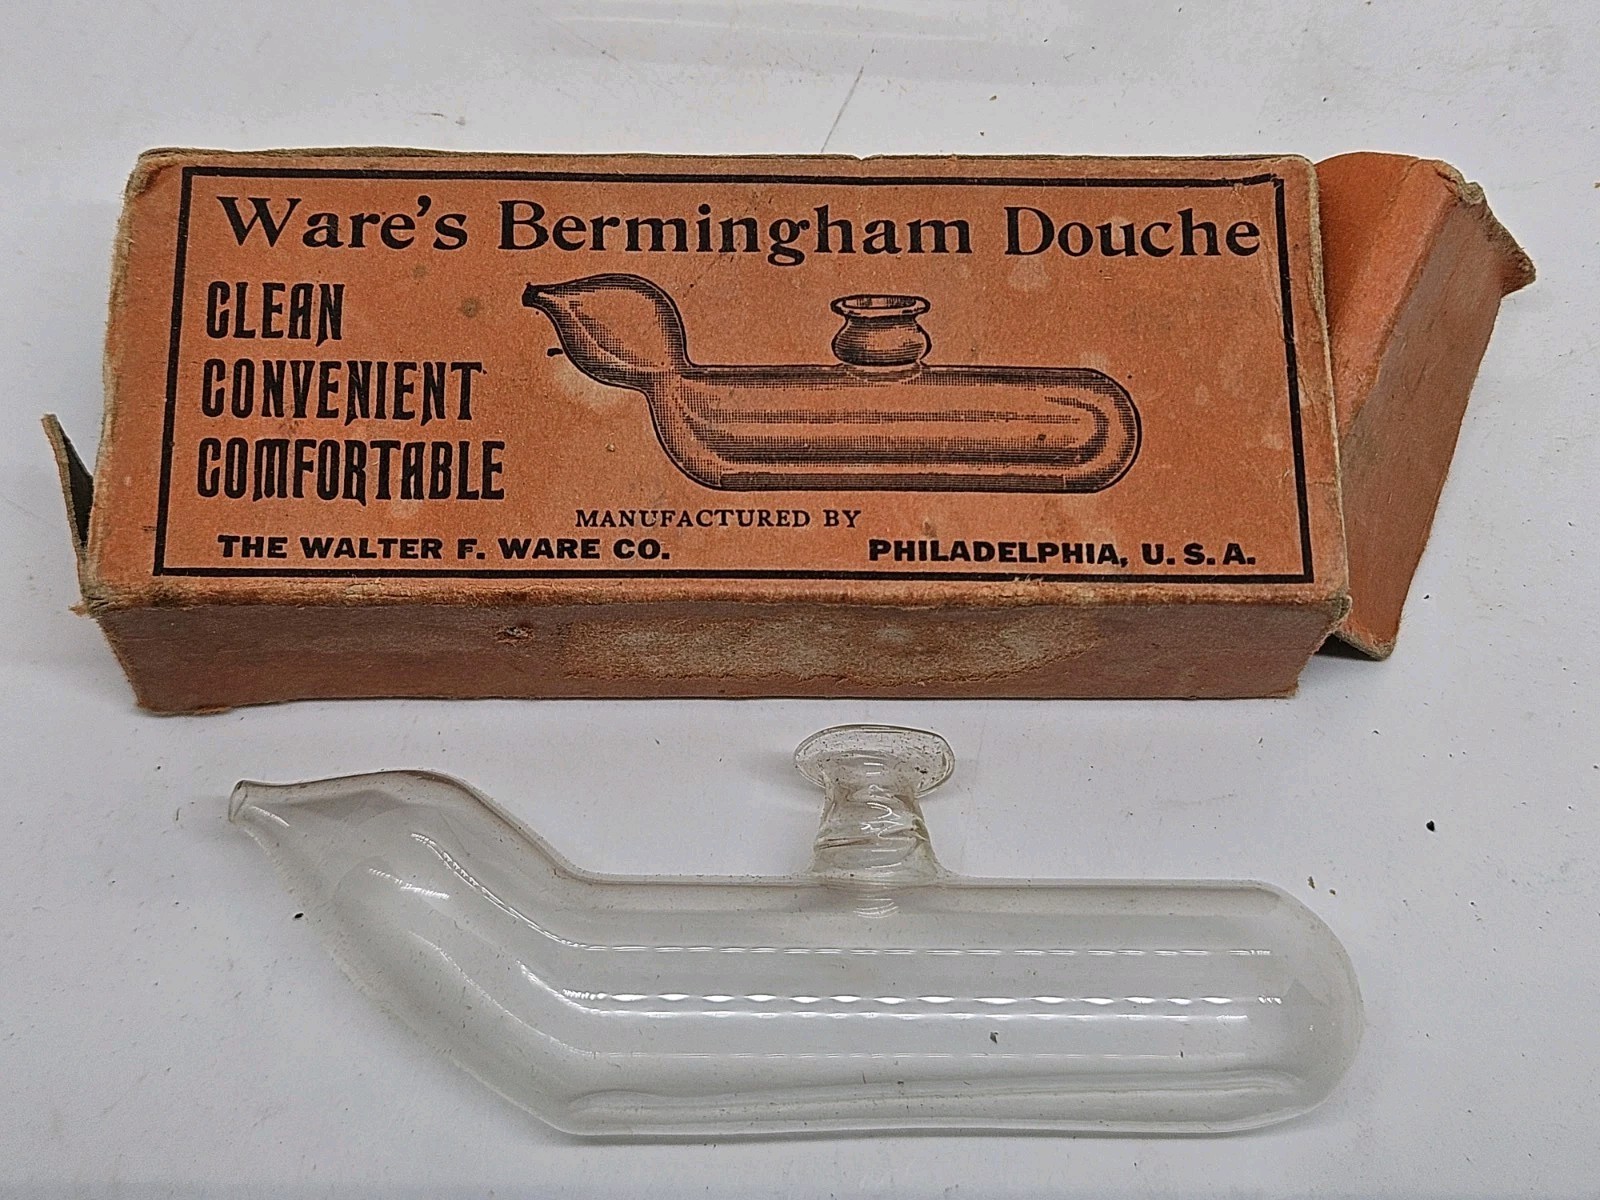 Ware's Bermingham Douche
CLEAN
CONVENIENT
COMFORTABLE
MANUFACTURED BY
THE WALTER F. WARE CO. PHILADELPHIA, U. S. A.